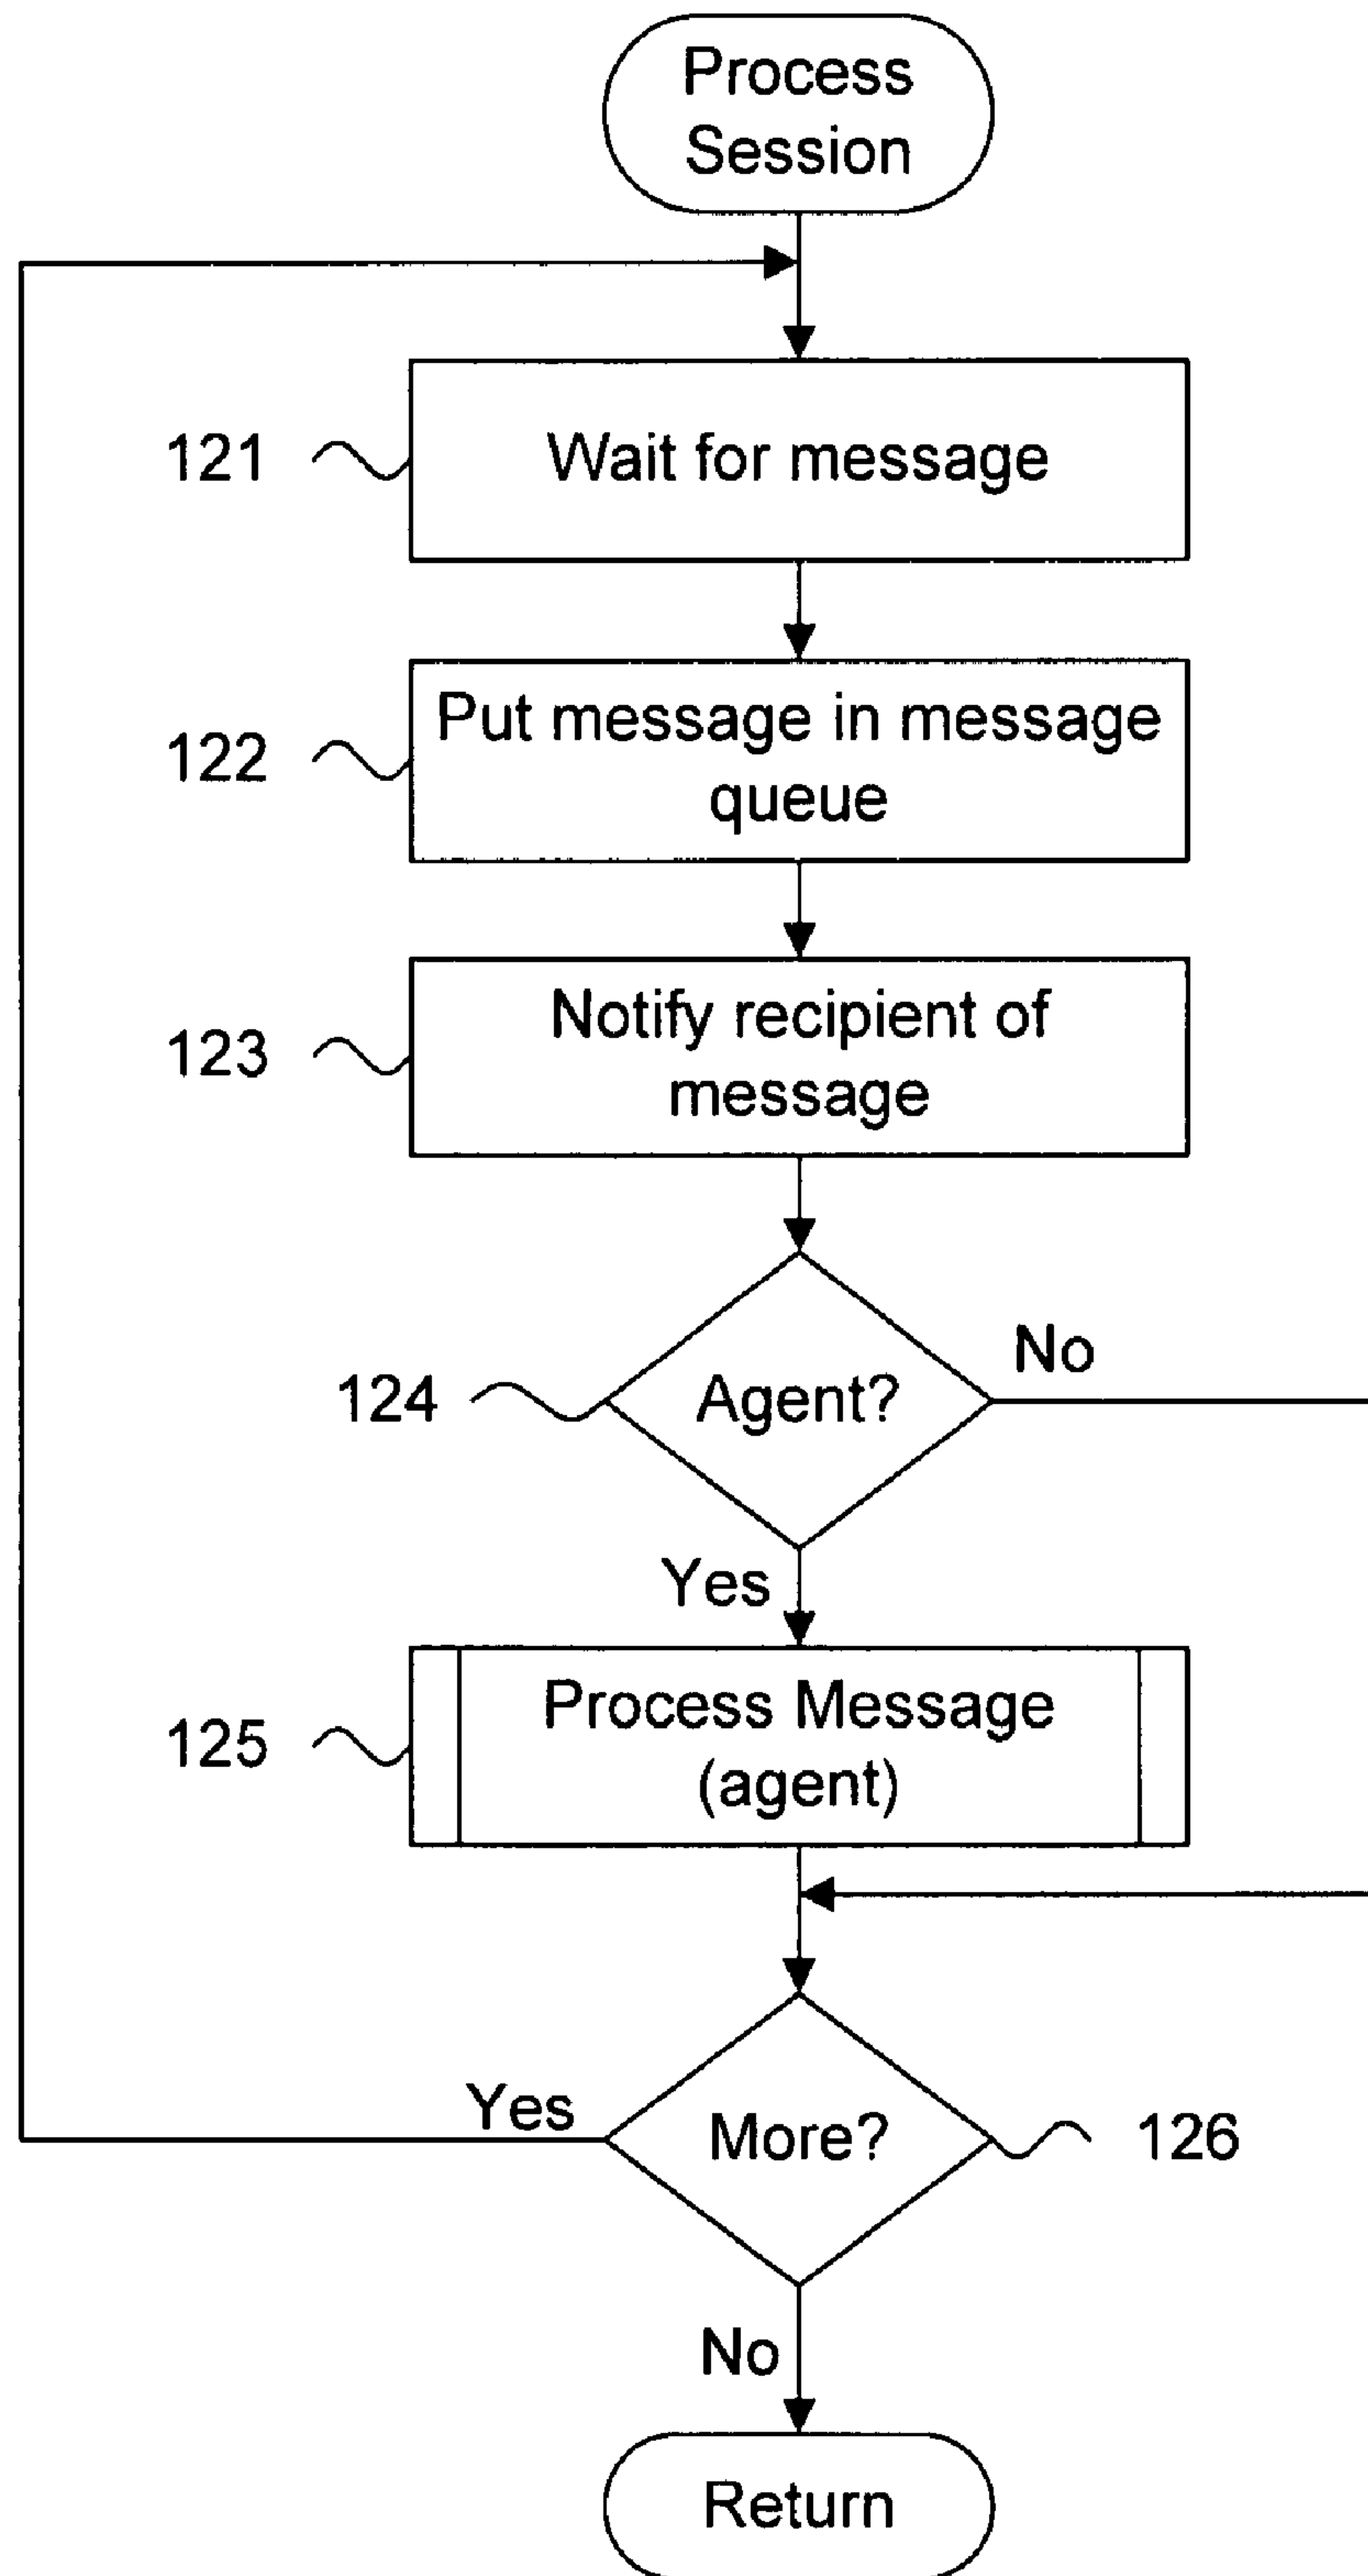 Process
Session
121
Wait for message
122
Put message in message
queue
123
Notify recipient of
message
124
Agent?
No
Yes
125
Process Message
(agent)
Yes
More?
126
No
Return